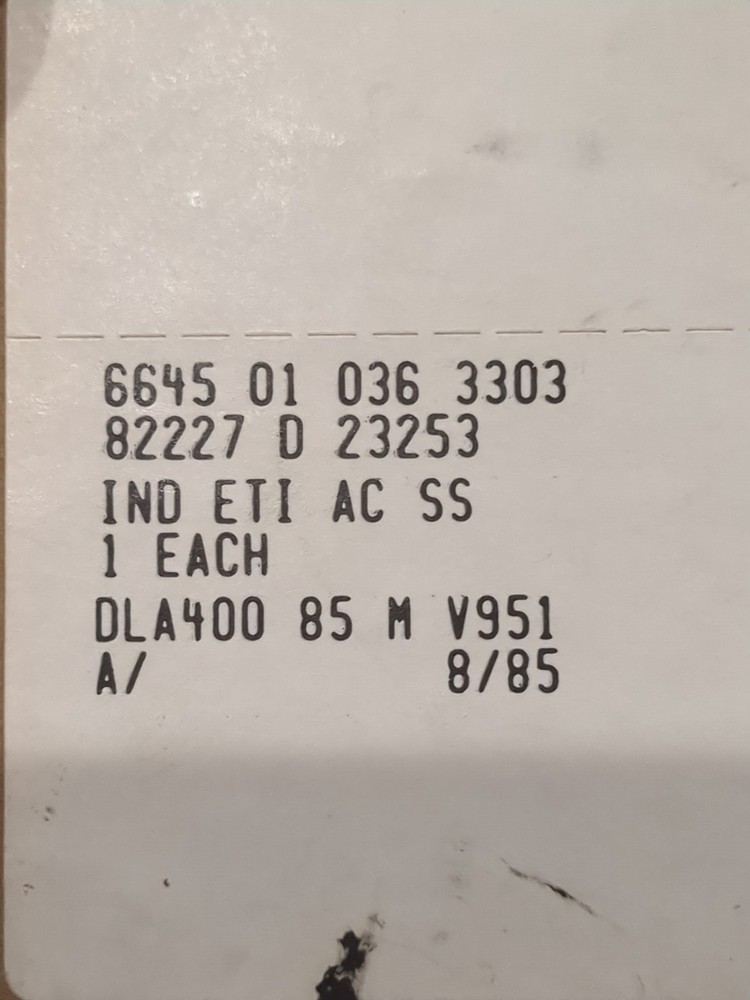 6645 01 036 3303
82227 D 23253
IND ETI AC SS
1 EACH
DLA400 85 M V951
A/ 8/85